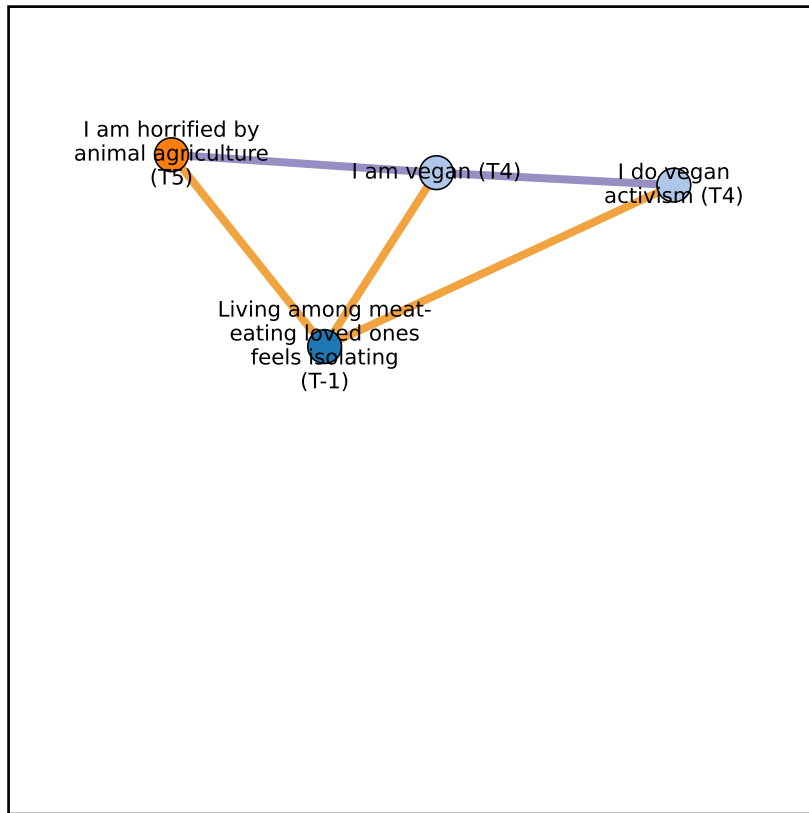 I am horrified by
animal agriculture
(T5)
I am vegan (T4)
I do vegan
activism (T4)
Living among meat-
eating loved ones
feels isolating
(T-1)